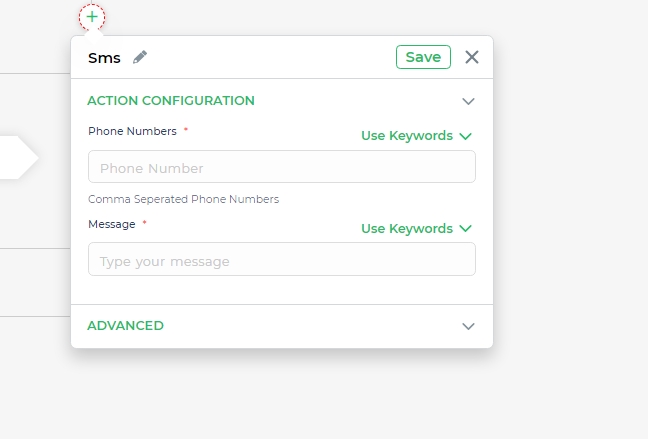 Sms
Save
ACTION CONFIGURATION
Phone Numbers *
Use Keywords
Phone Number
Comma Seperated Phone Numbers
Message *
Use Keywords
Type your message
ADVANCED